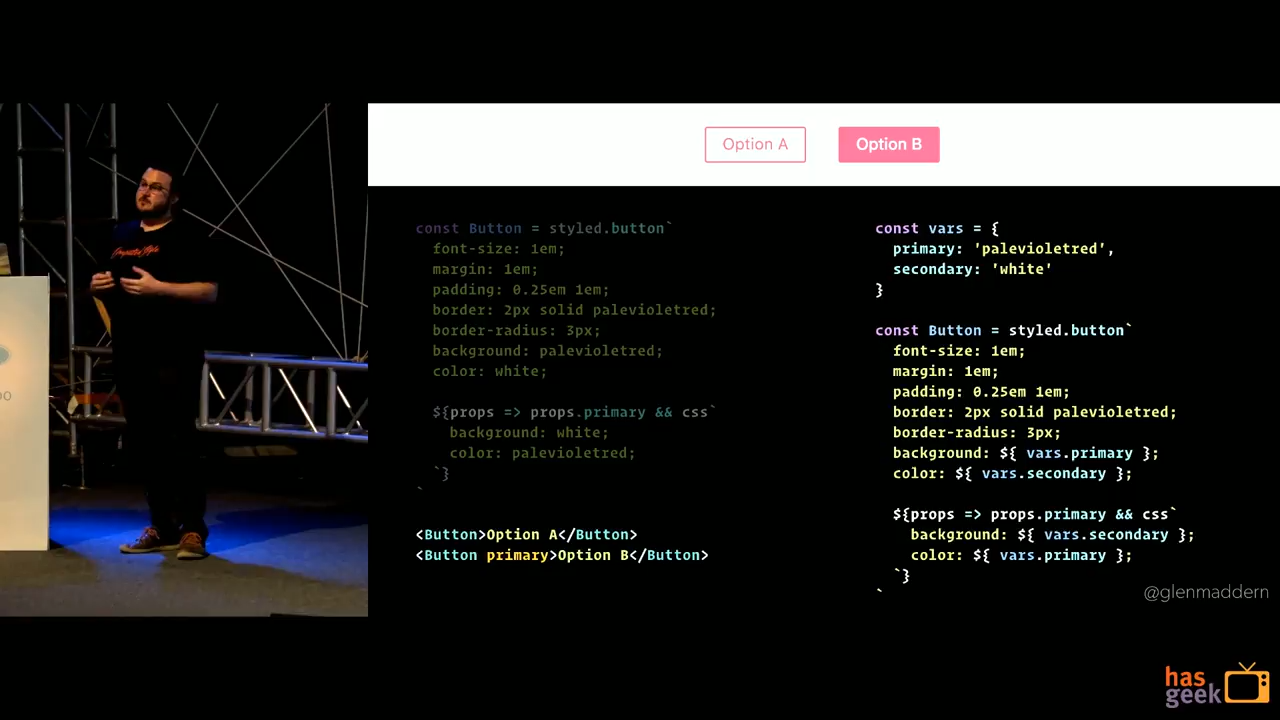 Option A
Option B
const Button = styled.button`
font-size: 1em;
margin: 1em;
padding: 0.25em 1em;
border: 2px solid palevioletred;
border-radius: 3px;
background: palevioletred;
color: white;
${props => props.primary && css`
background: white;
color: palevioletred;
`}
`
<Button>Option A</Button>
<Button primary>Option B</Button>
const vars = {
primary: 'palevioletred',
secondary: 'white'
}
const Button = styled.button`
font-size: 1em;
margin: 1em;
padding: 0.25em 1em;
border: 2px solid palevioletred;
border-radius: 3px;
background: ${ vars.primary };
color: ${ vars.secondary };
${props => props.primary && css`
background: ${ vars.secondary };
color: ${ vars.primary };
`}
`
@glenmaddern
has
geek